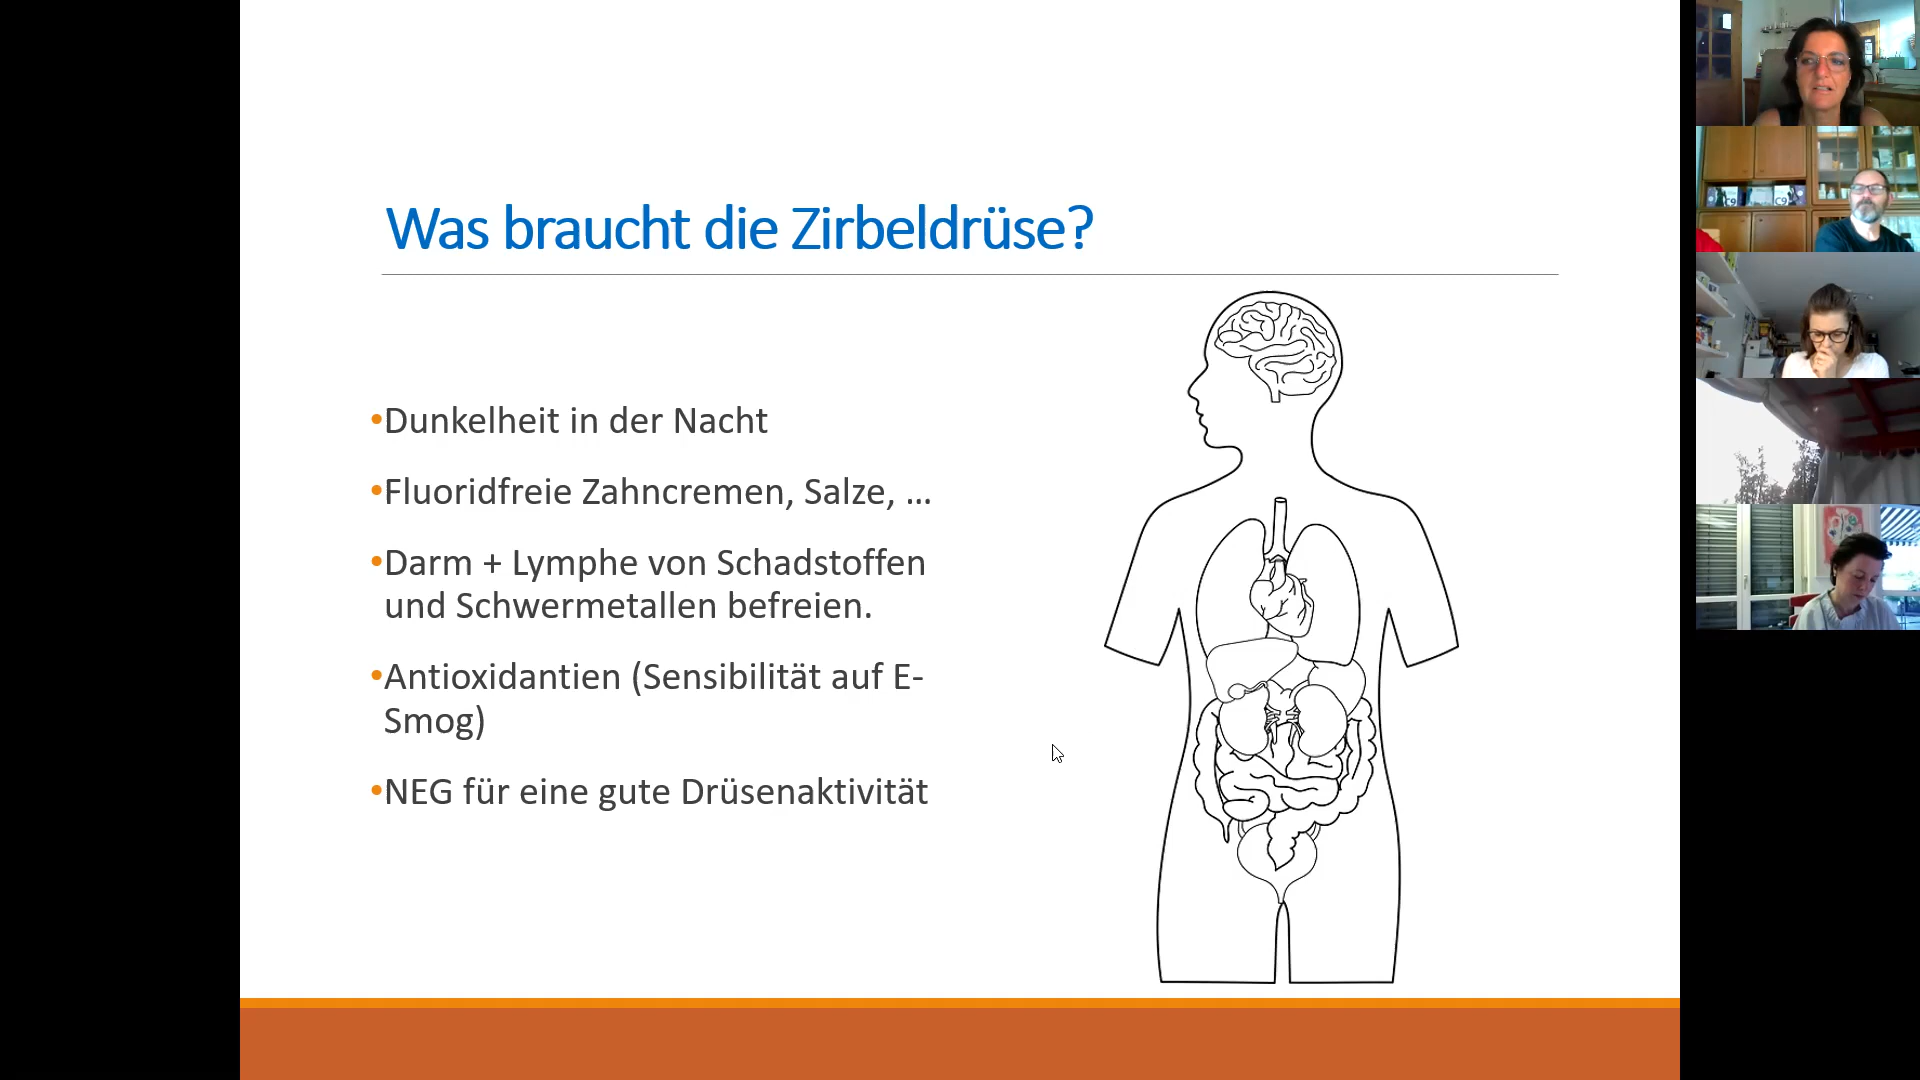 Was braucht die Zirbeldrüse?
•Dunkelheit in der Nacht
•Fluoridfreie Zahncremen, Salze, ...
•Darm + Lymphe von Schadstoffen
und Schwermetallen befreien.
•Antioxidantien (Sensibilität auf E-
Smog)
•NEG für eine gute Drüsenaktivität